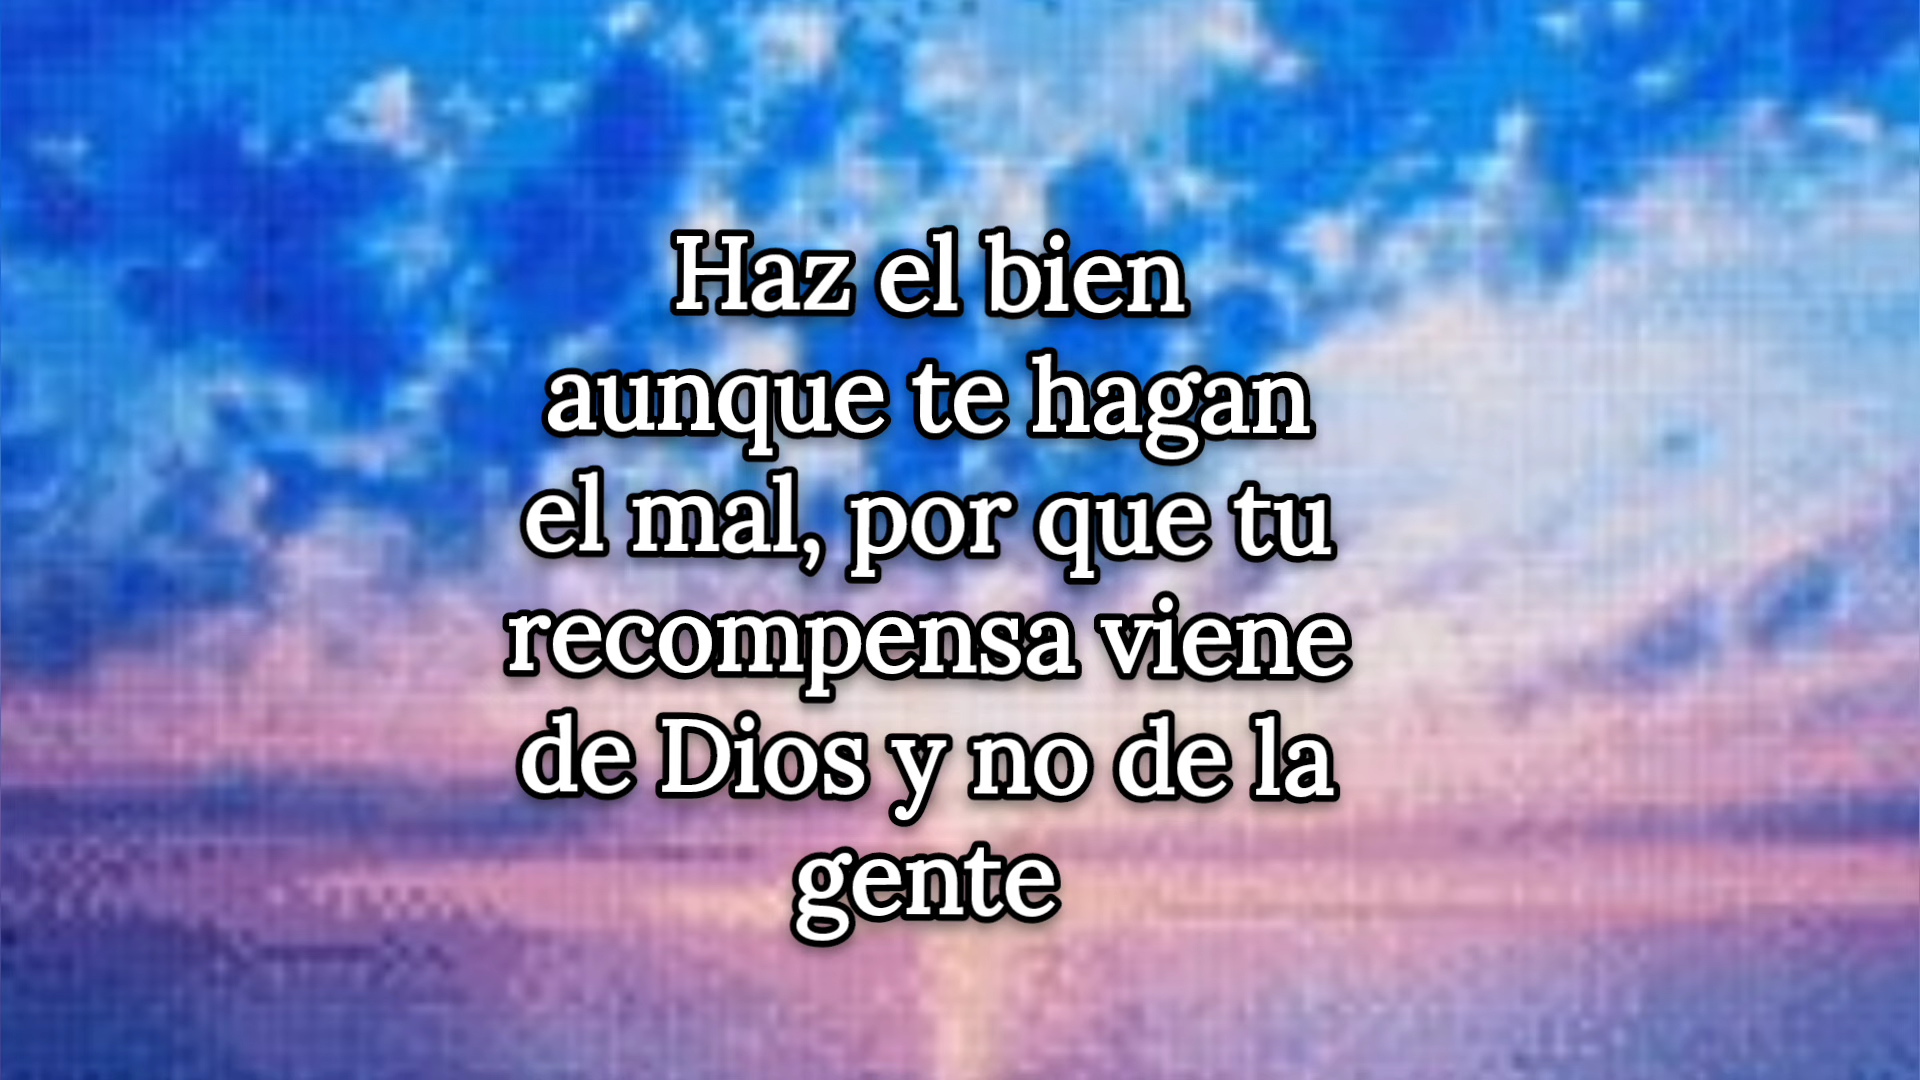 Haz el bien
aunque te hagan
el mal, por que tu
recompensa viene
de Dios y no de la
gente